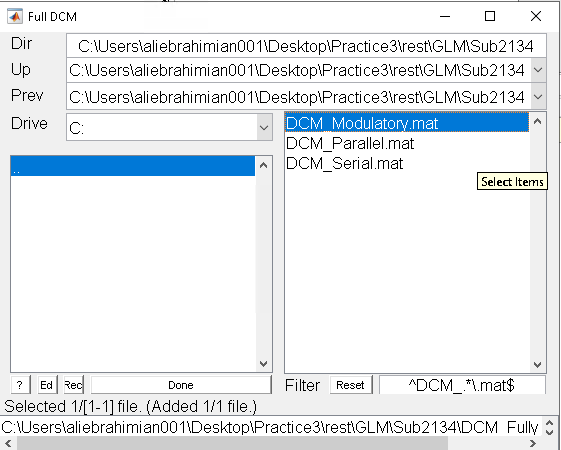 Full DCM
Dir C:\Users\aliebrahimian001\Desktop\Practice3\rest\GLM\Sub2134
Up C:\Users\aliebrahimian001\Desktop\Practice3\rest\GLM\Sub2134
Prev C:\Users\aliebrahimian001\Desktop\Practice3\rest\GLM\Sub2134
Drive C:
DCM_Modulatory.mat
DCM_Parallel.mat
DCM_Serial.mat
Select Items
..
? Ed Rec Done Filter Reset ^DCM_.*\.mat$
Selected 1/[1-1] file. (Added 1/1 file.)
C:\Users\aliebrahimian001\Desktop\Practice3\rest\GLM\Sub2134\DCM_Fully